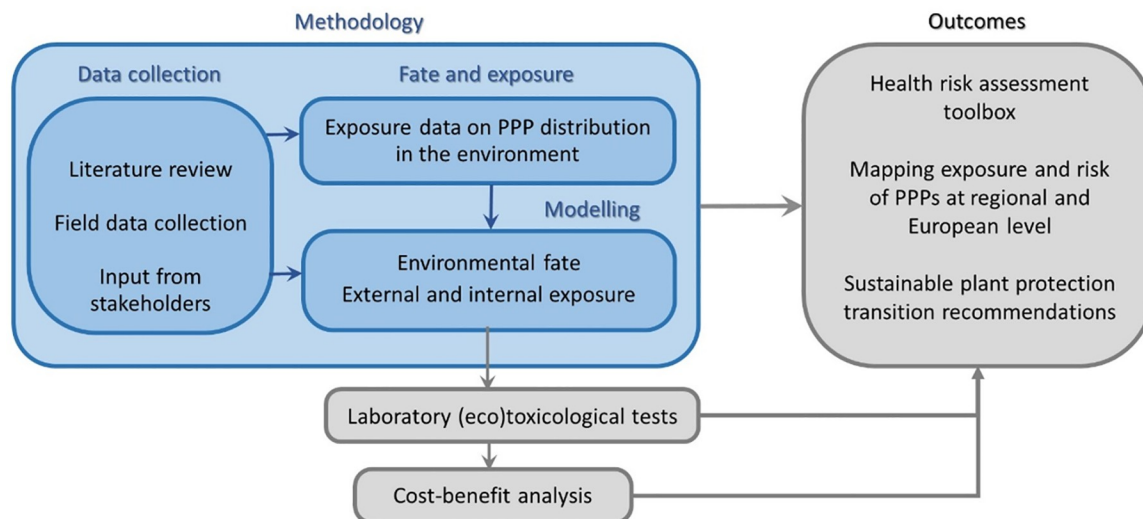 Methodology
Outcomes
Data collection
Fate and exposure
Literature review
Field data collection
Input from
stakeholders
Exposure data on PPP distribution
in the environment
Modelling
Environmental fate
External and internal exposure
Laboratory (eco)toxicological tests
Cost-benefit analysis
Health risk assessment
toolbox
Mapping exposure and risk
of PPPs at regional and
European level
Sustainable plant protection
transition recommendations